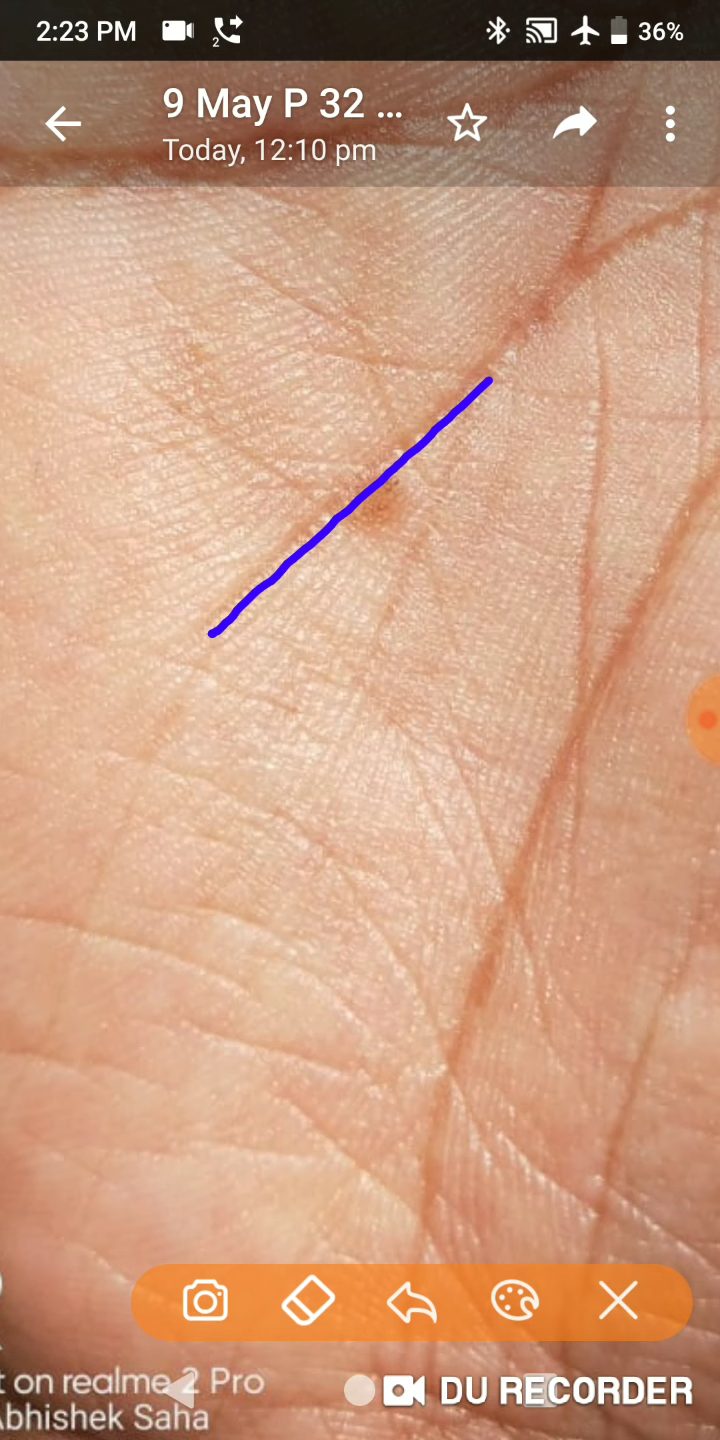 2:23 PM
2
36%
9 May P 32 ...
Today, 12:10 pm
t on realme 2 Pro
DU RECORDER
Abhishek Saha